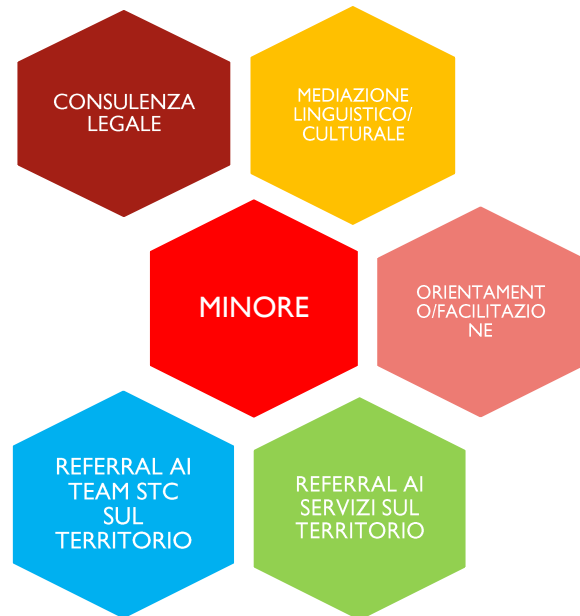 CONSULENZA
LEGALE
MEDIAZIONE
LINGUISTICO/
CULTURALE
MINORE
ORIENTAMENT
O/FACILITAZIO
NE
REFERRAL AI
TEAM STC
SUL
TERRITORIO
REFERRAL AI
SERVIZI SUL
TERRITORIO